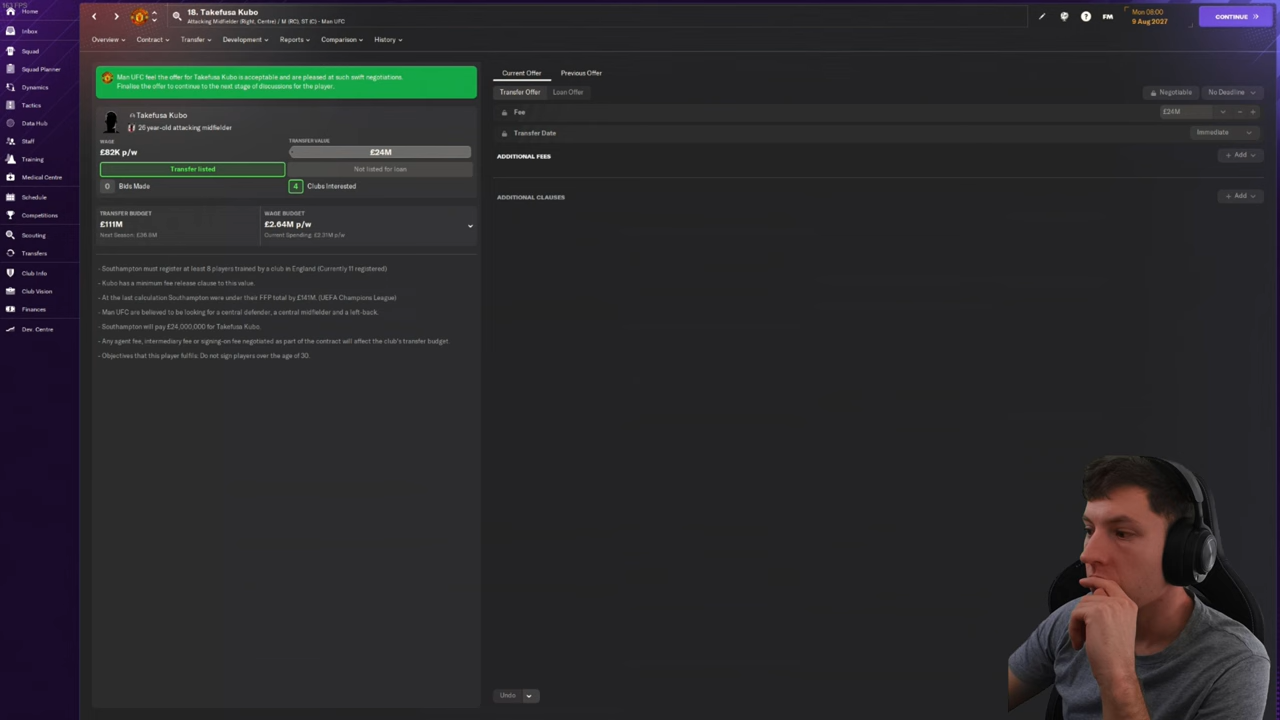 Home
Inbox
Squad
Squad Planner
Dynamics
Tactics
Data Hub
Staff
Training
Medical Centre
Schedule
Competitions
Scouting
Transfers
Club Info
Club Vision
Finances
Dev. Centre
18. Takefusa Kubo
Attacking Midfielder (Right, Centre) / M (RC), ST (C) - Man UFC
FM
Mon 08:00
9 Aug 2027
CONTINUE
Overview
Contract
Transfer
Development
Reports
Comparison
History
Man UFC feel the offer for Takefusa Kubo is acceptable and are pleased at such swift negotiations.
Finalise the offer to continue to the next stage of discussions for the player.
Takefusa Kubo
26 year-old attacking midfielder
WAGE
£82K p/w
TRANSFER VALUE
£24M
Transfer listed
Not listed for loan
0 Bids Made
4 Clubs Interested
TRANSFER BUDGET
£111M
Next Season: £36.8M
WAGE BUDGET
£2.64M p/w
Current Spending: £2.31M p/w
- Southampton must register at least 8 players trained by a club in England (Currently 11 registered)
- Kubo has a minimum fee release clause to this value.
- At the last calculation Southampton were under their FFP total by £141M. (UEFA Champions League)
- Man UFC are believed to be looking for a central defender, a central midfielder and a left-back.
- Southampton will pay £24,000,000 for Takefusa Kubo.
- Any agent fee, intermediary fee or signing-on fee negotiated as part of the contract will affect the club's transfer budget.
- Objectives that this player fulfils: Do not sign players over the age of 30.
Current Offer
Previous Offer
Transfer Offer
Loan Offer
Negotiable
No Deadline
Fee
£24M
Transfer Date
Immediate
ADDITIONAL FEES
+ Add
ADDITIONAL CLAUSES
+ Add
Undo